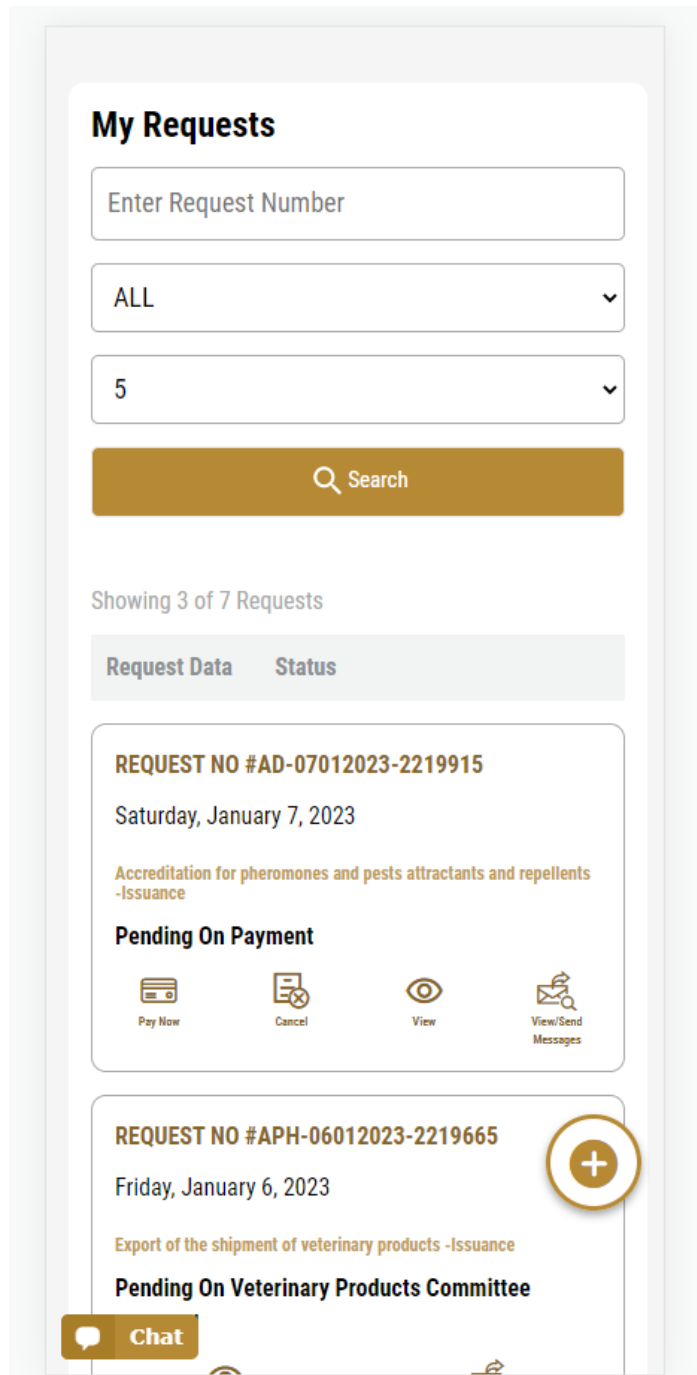 My Requests
Enter Request Number
ALL
5
Search
Showing 3 of 7 Requests
Request Data Status
REQUEST NO #AD-07012023-2219915
Saturday, January 7, 2023
Accreditation for pheromones and pests attractants and repellents
-Issuance
Pending On Payment
Pay Now Cancel View View/Send
Messages
REQUEST NO #APH-06012023-2219665
Friday, January 6, 2023
Export of the shipment of veterinary products -Issuance
Pending On Veterinary Products Committee
Chat